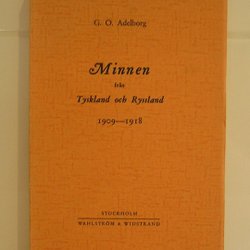 G. O. Adelborg
Minnen
från
Tyskland och Ryssland
1909—1918
STOCKHOLM
WAHLSTRÖM & WIDSTRAND